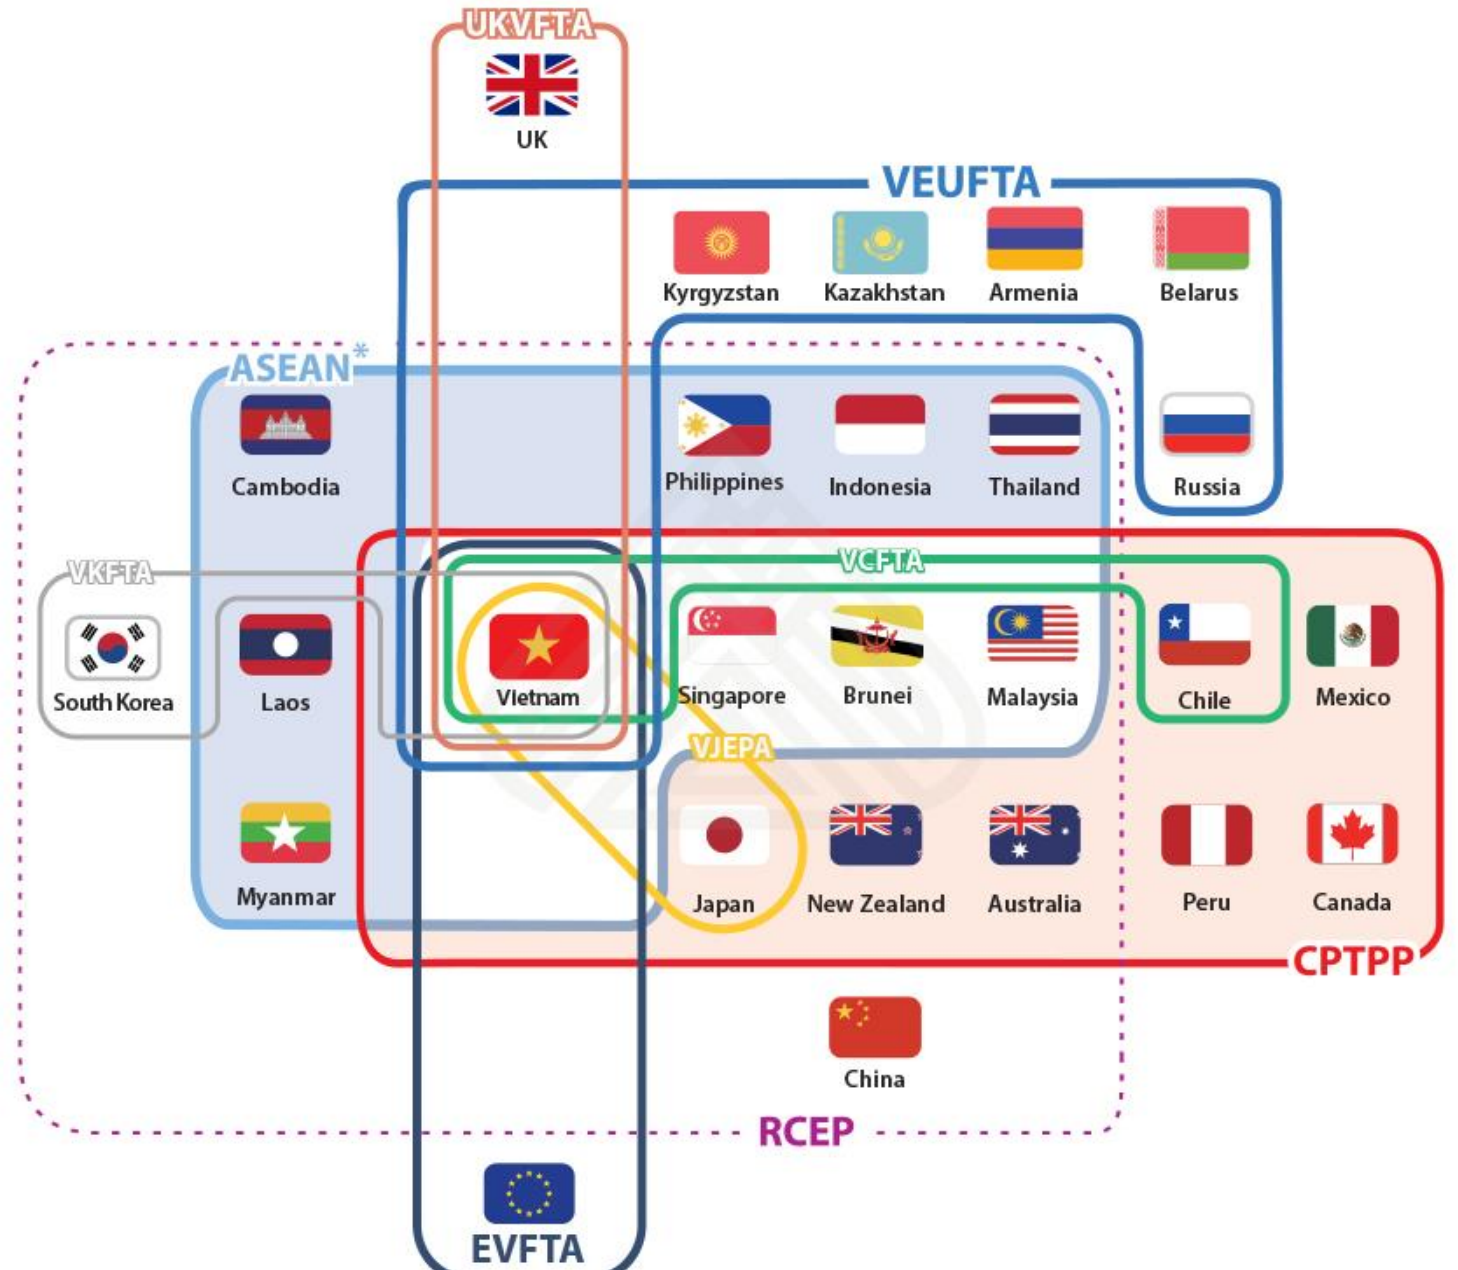 UKVFTA
UK
VEUFTA
Kyrgyzstan
Kazakhstan
Armenia
Belarus
ASEAN*
Cambodia
Philippines
Indonesia
Thailand
Russia
VKFTA
VCFTA
South Korea
Laos
Vietnam
Singapore
Brunei
Malaysia
Chile
Mexico
VJEPA
Myanmar
Japan
New Zealand
Australia
Peru
Canada
CPTPP
China
RCEP
EVFTA